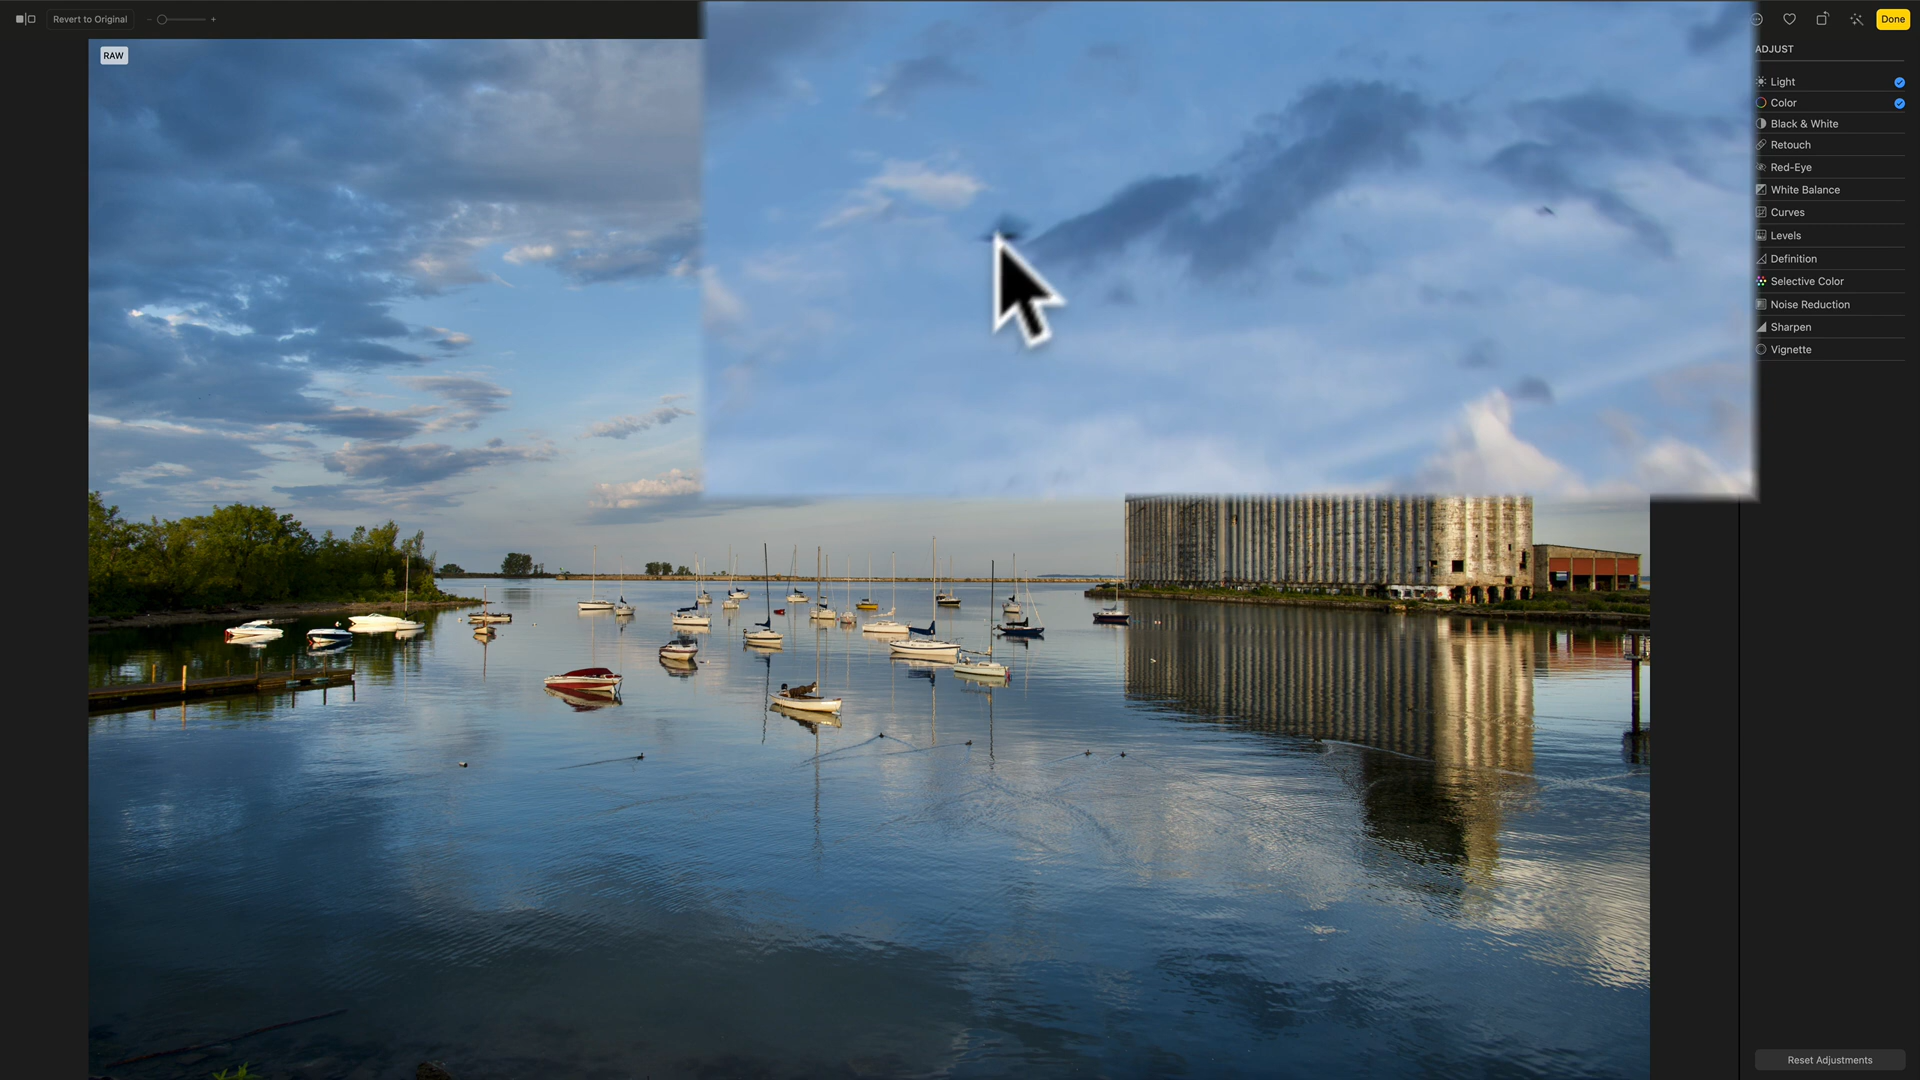 Revert to Original
Done
RAW
ADJUST
Light
Color
Black & White
Retouch
Red-Eye
White Balance
Curves
Levels
Definition
Selective Color
Noise Reduction
Sharpen
Vignette
Reset Adjustments